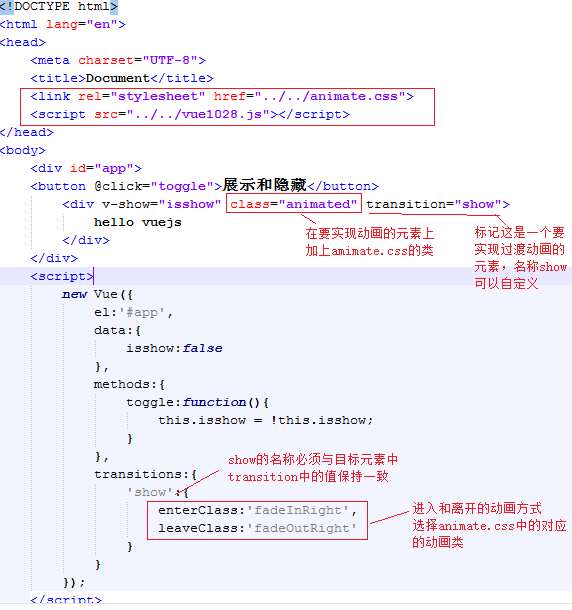 <!DOCTYPE html>
<html lang="en">
<head>
<meta charset="UTF-8">
<title>Document</title>
<link rel="stylesheet" href="../../animate.css">
<script src="../../vue1028.js"></script>
</head>
<body>
<div id="app">
<button @click="toggle">展示和隐藏</button>
<div v-show="isshow" class="animated" transition="show">
hello vuejs
</div>
</div>
在要实现动画的元素上
加上amimate.css的类
标记这是一个要
实现过渡动画的
元素，名称show
可以自定义
<script>
new Vue({
el:'#app',
data:{
isshow:false
},
methods:{
toggle:function(){
this.isshow = !this.isshow;
}
},
show的名称必须与目标元素中
transition中的值保持一致
transitions:{
'show':{
enterClass:'fadeInRight',
leaveClass:'fadeOutRight'
}
}
});
进入和离开的动画方式
选择animate.css中的对应
的动画类
</script>